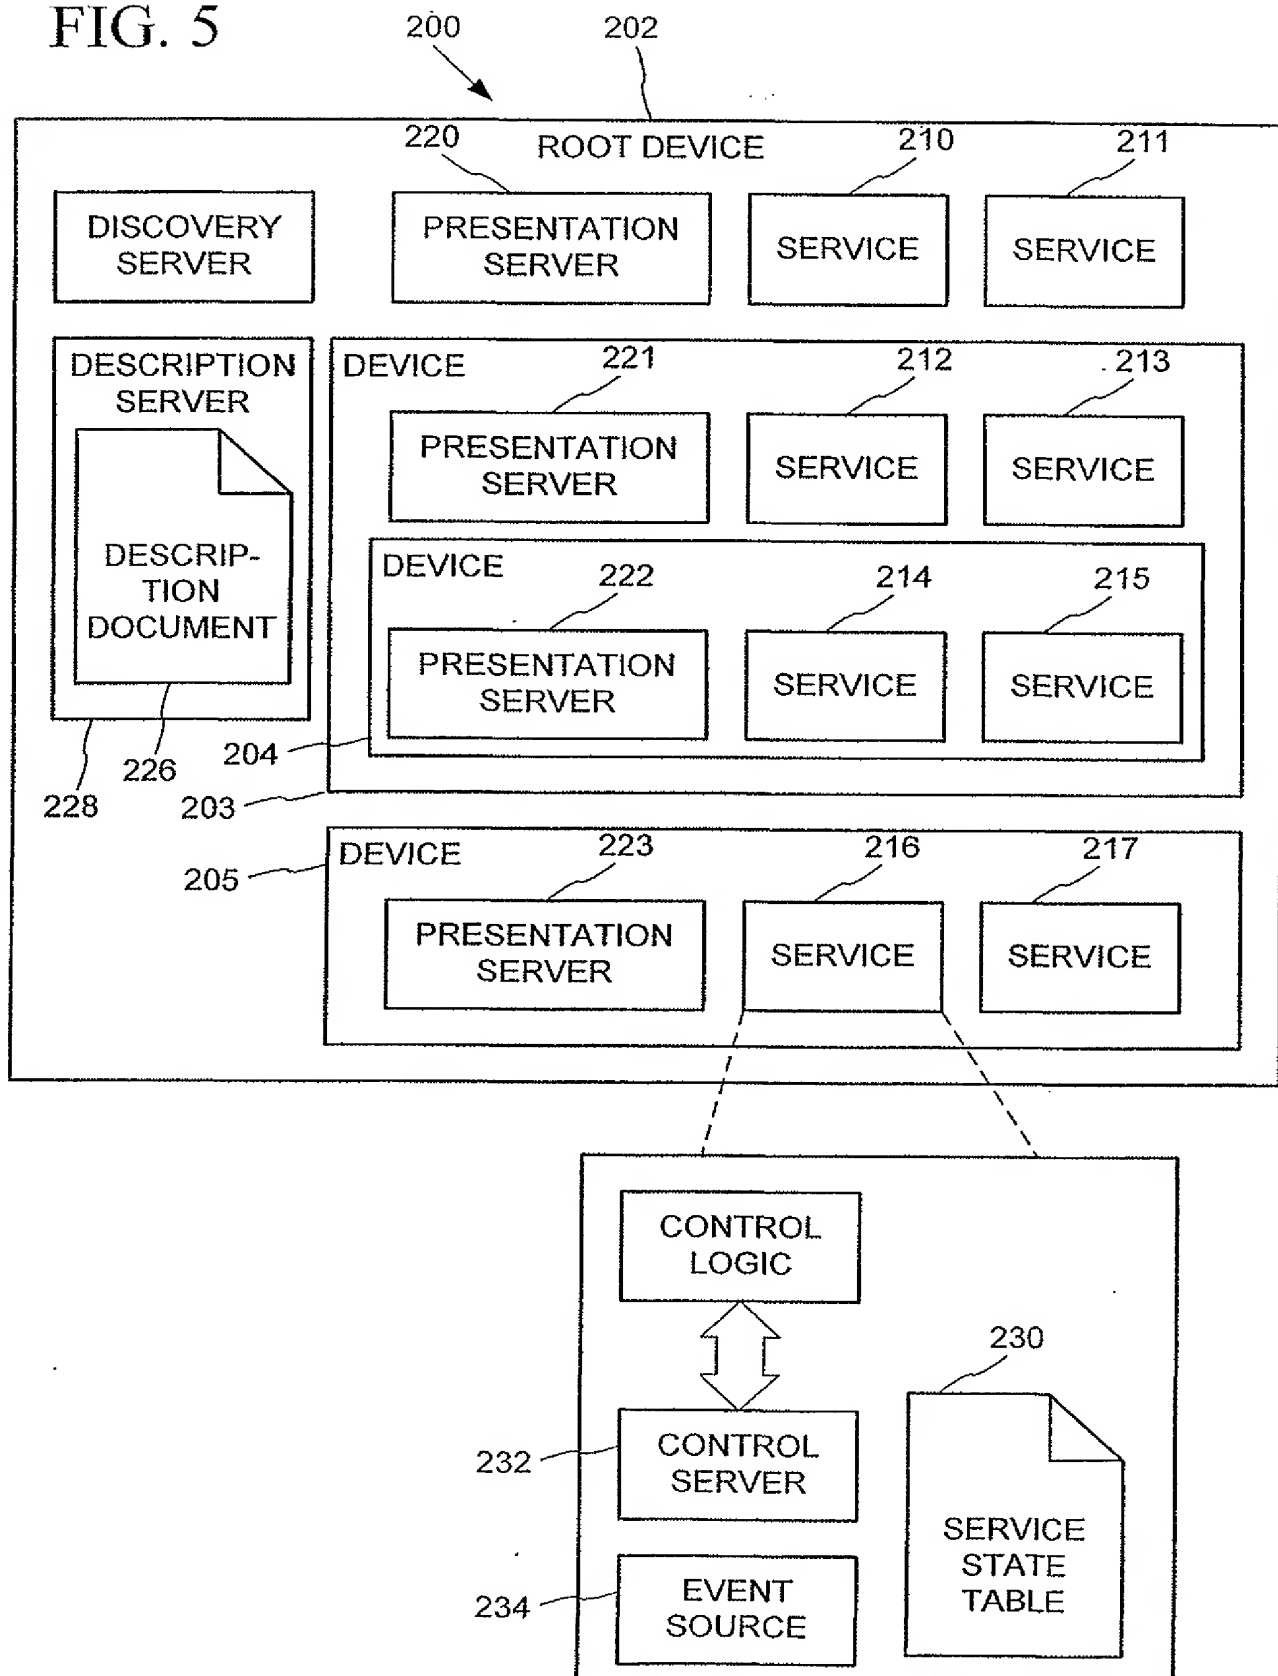 FIG. 5
200
202
ROOT DEVICE
220
210
211
DISCOVERY
SERVER
PRESENTATION
SERVER
SERVICE
SERVICE
DESCRIPTION
SERVER
DESCRIP-
TION
DOCUMENT
226
228
DEVICE
221
212
213
PRESENTATION
SERVER
SERVICE
SERVICE
DEVICE
222
214
215
PRESENTATION
SERVER
SERVICE
SERVICE
204
203
DEVICE
205
223
216
217
PRESENTATION
SERVER
SERVICE
SERVICE
CONTROL
LOGIC
230
232
CONTROL
SERVER
SERVICE
STATE
TABLE
234
EVENT
SOURCE